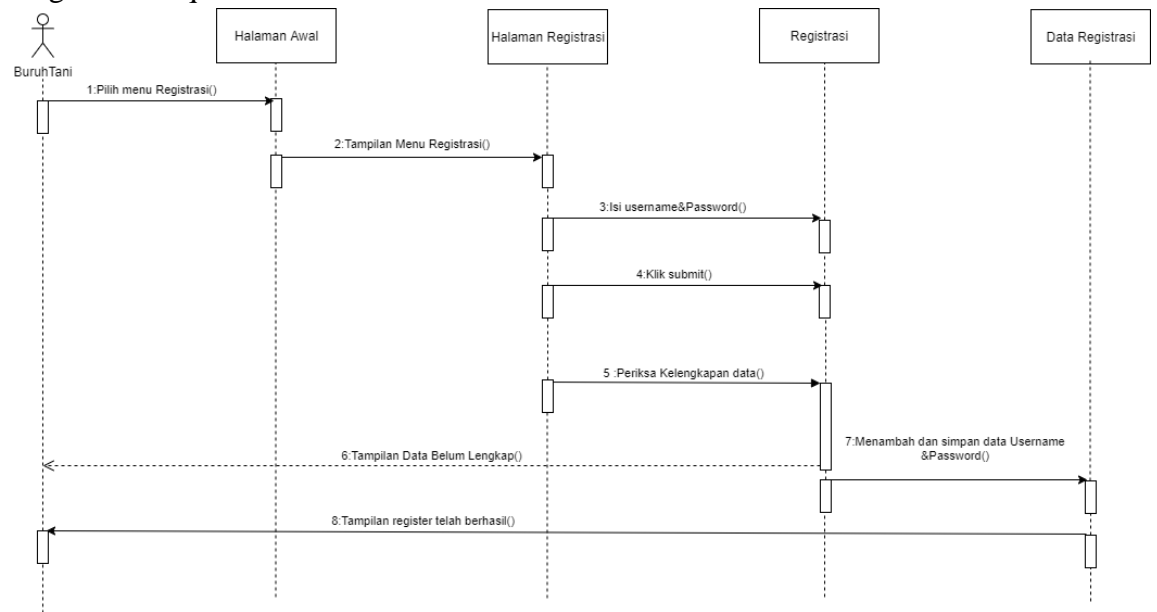 Halaman Awal
Halaman Registrasi
Registrasi
Data Registrasi
BuruhTani
1:Pilih menu Registrasi()
2:Tampilan Menu Registrasi()
3:Isi username&Password()
4:Klik submit()
5 :Periksa Kelengkapan data()
6:Tampilan Data Belum Lengkap()
7:Menambah dan simpan data Username
&Password()
8:Tampilan register telah berhasil()